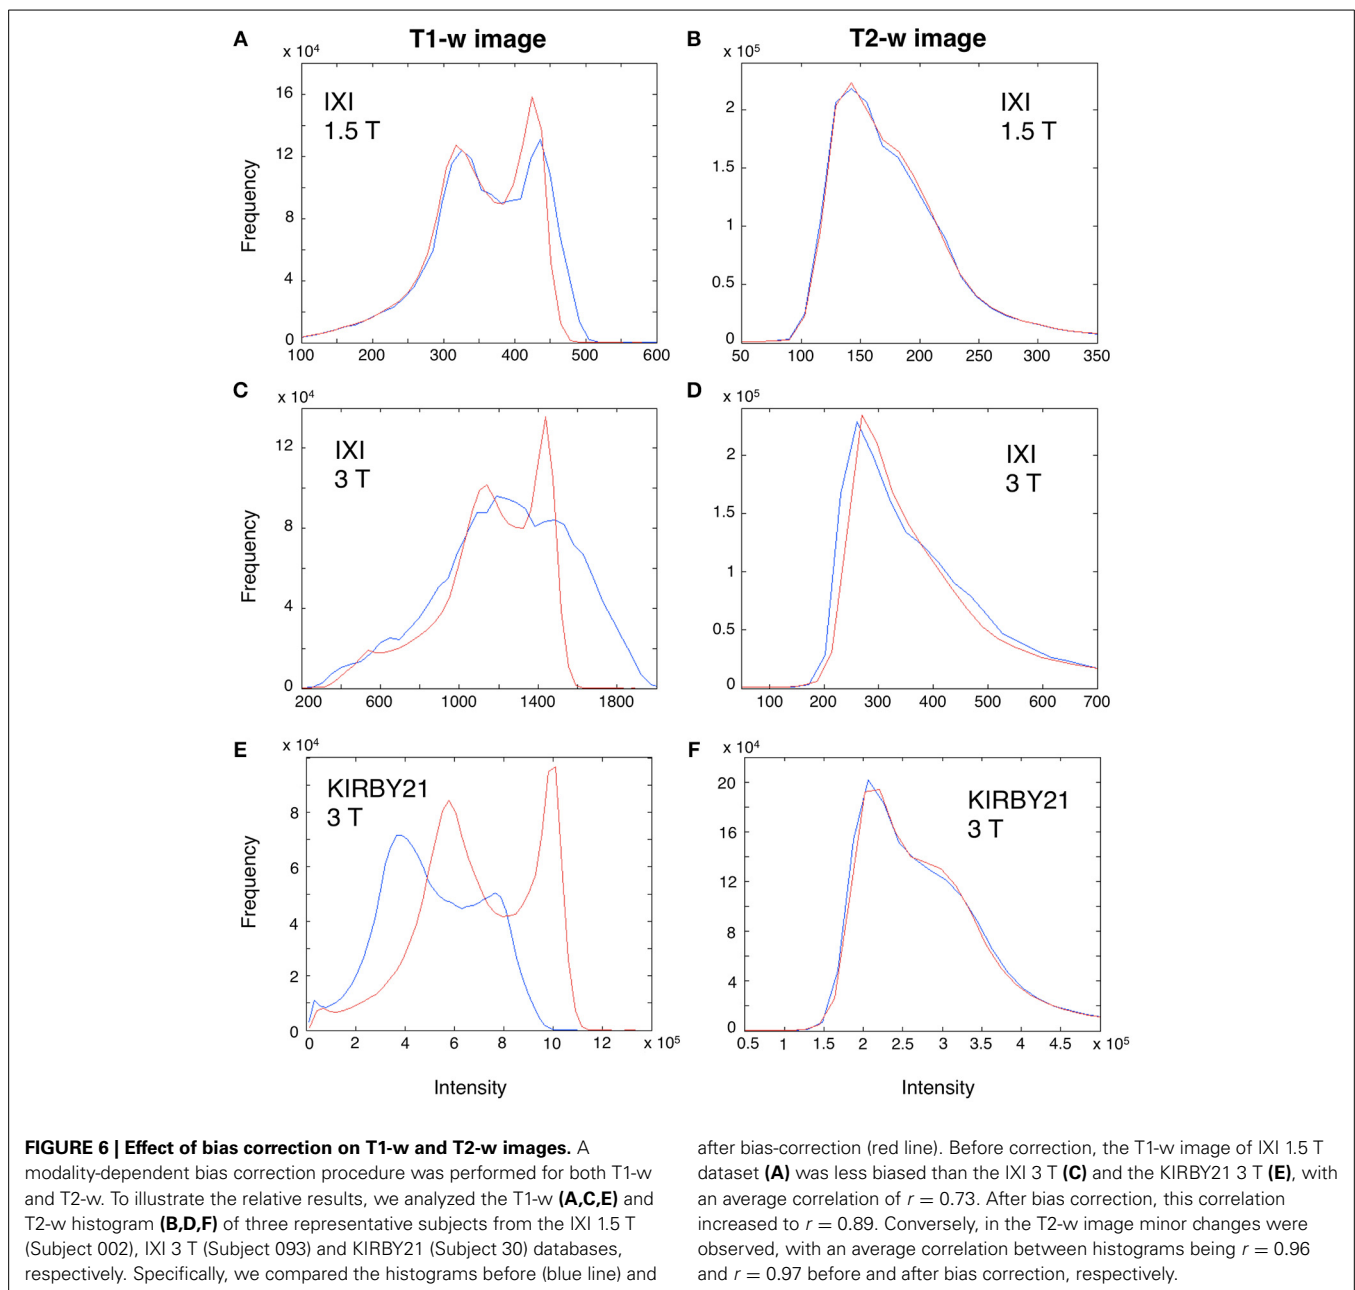 A
T1-w image
x 10⁴
16
12
8
4
0
Frequency
IXI
1.5 T
100
200
300
400
500
600
B
T2-w image
x 10⁵
2
1.5
1
0.5
0
IXI
1.5 T
50
100
150
200
250
300
350
C
x 10⁴
12
8
4
0
Frequency
IXI
3 T
200
600
1000
1400
1800
D
x 10⁵
2
1.5
1
0.5
0
IXI
3 T
100
200
300
400
500
600
700
E
x 10⁴
8
6
4
2
0
Frequency
KIRBY21
3 T
0
2
4
6
8
10
12
x 10⁵
Intensity
F
x 10⁴
20
16
12
8
4
0
KIRBY21
3 T
0.5
1
1.5
2
2.5
3
3.5
4
4.5
x 10⁵
Intensity
FIGURE 6 | Effect of bias correction on T1-w and T2-w images. A
modality-dependent bias correction procedure was performed for both T1-w
and T2-w. To illustrate the relative results, we analyzed the T1-w (A,C,E) and
T2-w histogram (B,D,F) of three representative subjects from the IXI 1.5 T
(Subject 002), IXI 3 T (Subject 093) and KIRBY21 (Subject 30) databases,
respectively. Specifically, we compared the histograms before (blue line) and
after bias-correction (red line). Before correction, the T1-w image of IXI 1.5 T
dataset (A) was less biased than the IXI 3 T (C) and the KIRBY21 3 T (E), with
an average correlation of r = 0.73. After bias correction, this correlation
increased to r = 0.89. Conversely, in the T2-w image minor changes were
observed, with an average correlation between histograms being r = 0.96
and r = 0.97 before and after bias correction, respectively.